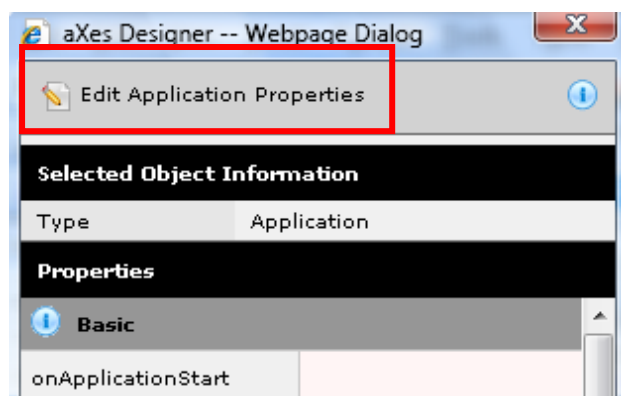 aXes Designer -- Webpage Dialog
Edit Application Properties
Selected Object Information
Type Application
Properties
Basic
onApplicationStart